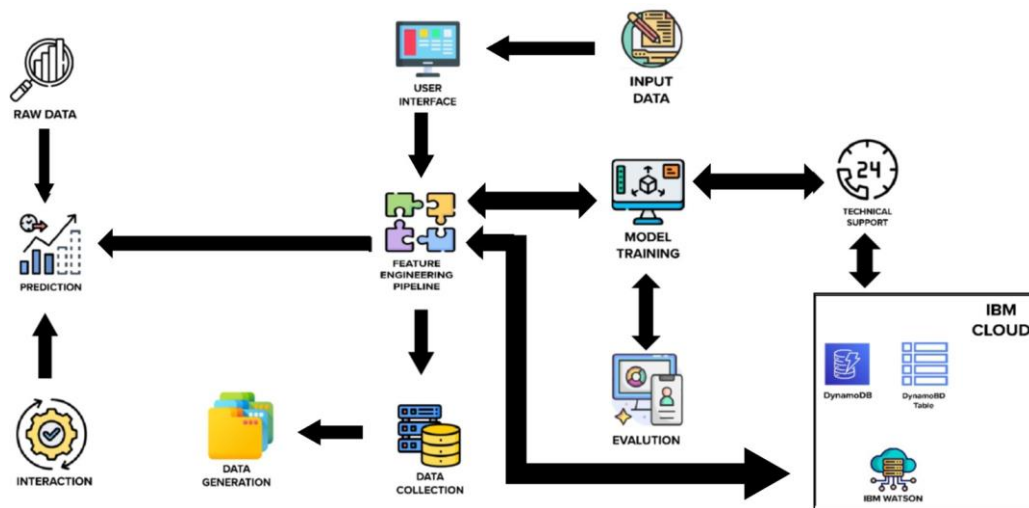 RAW DATA
USER
INTERFACE
INPUT
DATA
PREDICTION
FEATURE
ENGINEERING
PIPELINE
MODEL
TRAINING
24
TECHNICAL
SUPPORT
IBM
CLOUD
DynamoDB
DynamoBD
Table
IBM WATSON
INTERACTION
DATA
GENERATION
DATA
COLLECTION
EVALUTION